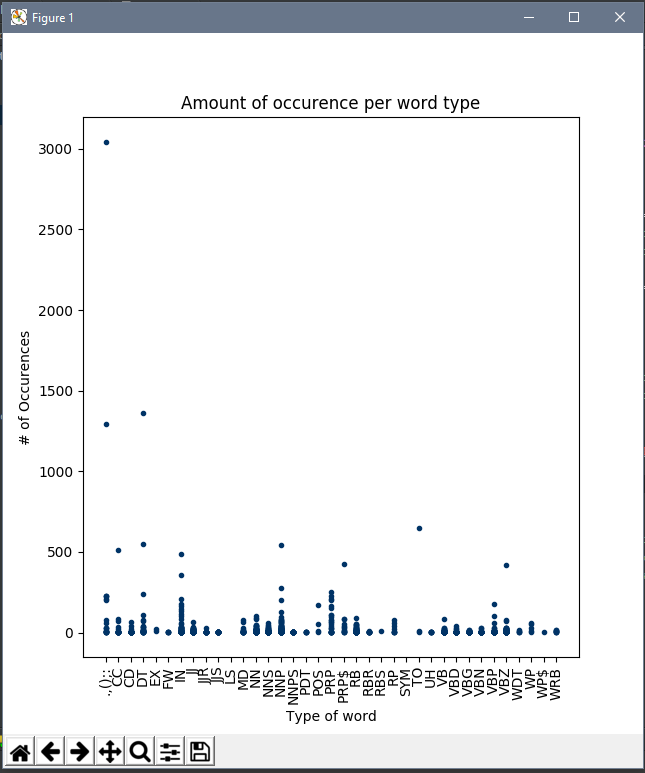 Figure 1
Amount of occurence per word type
3000
2500
2000
1500
1000
500
0
# of Occurences
CC
CD
DT
EX
FW
IN
JJ
JJR
JJS
LS
MD
NN
NNS
NNP
NNPS
PDT
POS
PRP
PRP$
RB
RBR
RBS
RP
SYM
TO
UH
VB
VBD
VBG
VBN
VBP
VBZ
WDT
WP
WP$
WRB
Type of word